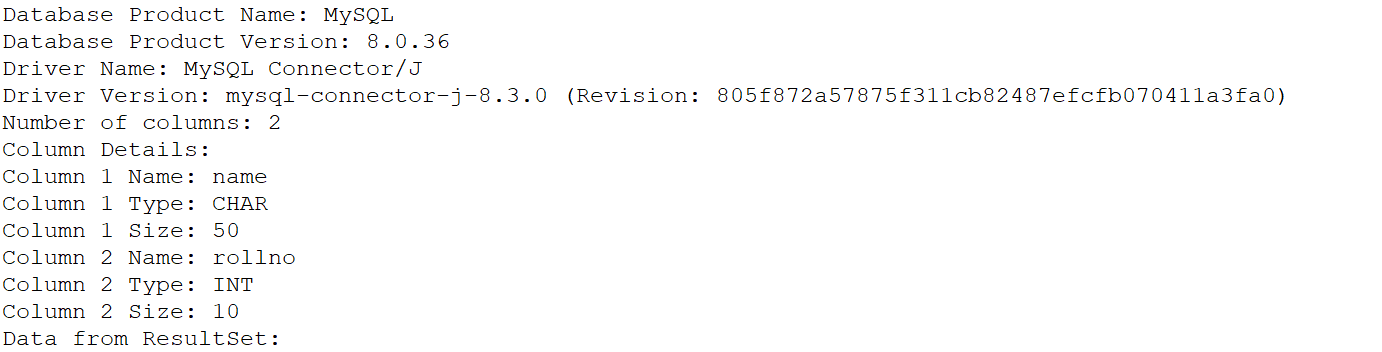 Database Product Name: MySQL
Database Product Version: 8.0.36
Driver Name: MySQL Connector/J
Driver Version: mysql-connector-j-8.3.0 (Revision: 805f872a57875f311cb82487efcfb070411a3fa0)
Number of columns: 2
Column Details:
Column 1 Name: name
Column 1 Type: CHAR
Column 1 Size: 50
Column 2 Name: rollno
Column 2 Type: INT
Column 2 Size: 10
Data from ResultSet: